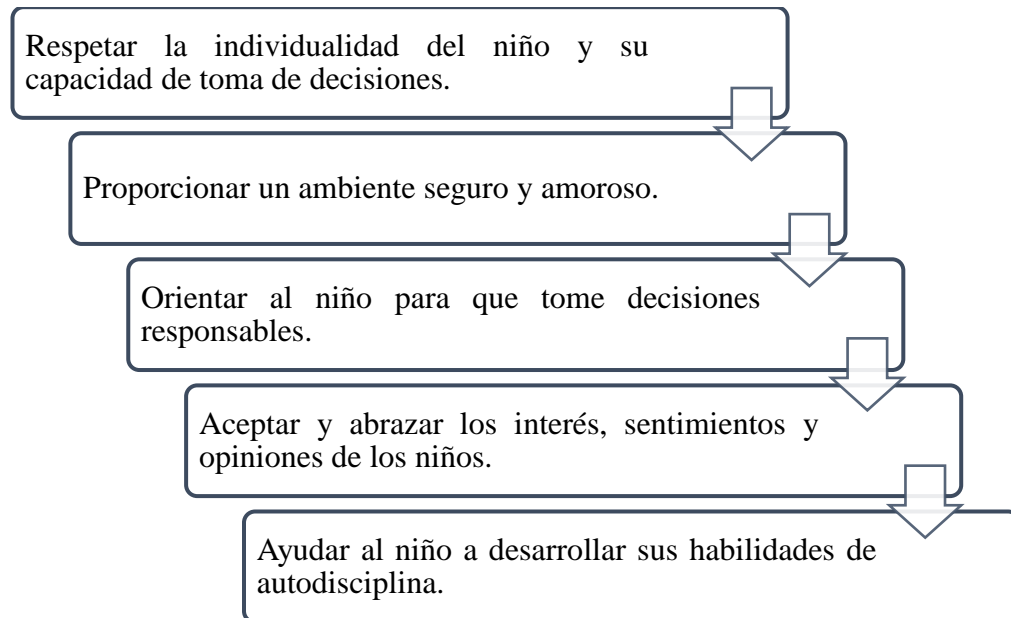 Respetar la individualidad del niño y su
capacidad de toma de decisiones.
Proporcionar un ambiente seguro y amoroso.
Orientar al niño para que tome decisiones
responsables.
Aceptar y abrazar los interés, sentimientos y
opiniones de los niños.
Ayudar al niño a desarrollar sus habilidades de
autodisciplina.